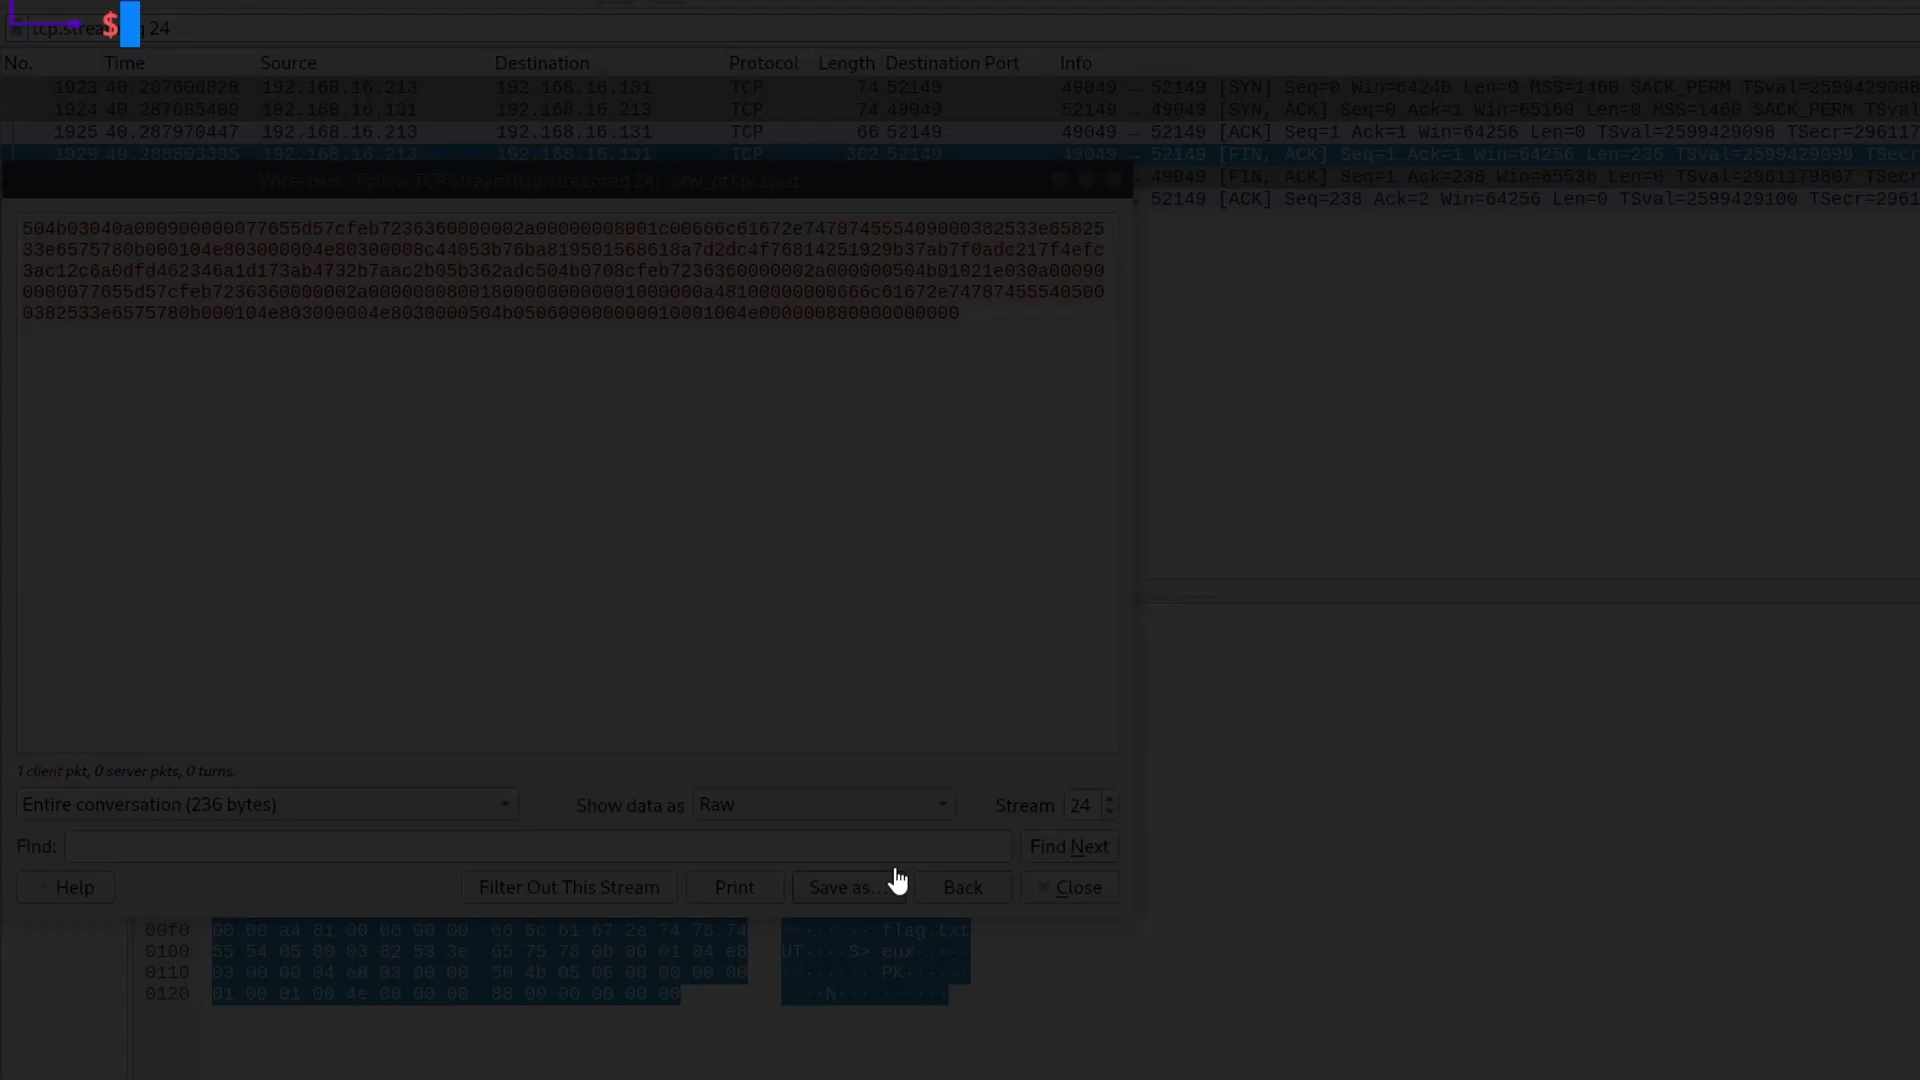 $
tcp.stream eq 24
No. Time Source Destination Protocol Length Destination Port Info
1923 40.287600828 192.168.16.213 192.168.16.131 TCP 74 52149 49049 → 52149 [SYN] Seq=0 Win=64240 Len=0 MSS=1460 SACK_PERM TSval=2599429098
1924 40.287685409 192.168.16.131 192.168.16.213 TCP 74 49049 52149 → 49049 [SYN, ACK] Seq=0 Ack=1 Win=65160 Len=0 MSS=1460 SACK_PERM TSval
1925 40.287970447 192.168.16.213 192.168.16.131 TCP 66 52149 49049 → 52149 [ACK] Seq=1 Ack=1 Win=64256 Len=0 TSval=2599429098 TSecr=296117
1929 40.288803395 192.168.16.213 192.168.16.131 TCP 302 52149 49049 → 52149 [FIN, ACK] Seq=1 Ack=1 Win=64256 Len=236 TSval=2599429099 TSecr
→ 49049 [FIN, ACK] Seq=1 Ack=238 Win=65536 Len=0 TSval=2961179807 TSecr
→ 52149 [ACK] Seq=238 Ack=2 Win=64256 Len=0 TSval=2599429100 TSecr=2961
Wirespark · Follow TCP Stream (tcp.stream eq 24)
504b03040a000900000077655d57cfeb7236360000002a00000008001c00666c61672e747874555409000382533e65825
33e6575780b000104e803000004e80300008c44053b76ba819501568618a7d2dc4f76814251929b37ab7f0adc217f4efc
3ac12c6a0dfd462346a1d173ab4732b7aac2b05b362adc504b0708cfeb7236360000002a000000504b01021e030a00090
0000077655d57cfeb7236360000002a000000080018000000000001000000a48100000000666c61672e74787455540500
0382533e6575780b000104e803000004e8030000504b050600000000010001004e000000880000000000
1 client pkt, 0 server pkts, 0 turns.
Entire conversation (236 bytes) Show data as Raw Stream 24
Find: Find Next
Help Filter Out This Stream Print Save as… Back Close
00f0 00 00 a4 81 00 00 00 00 66 6c 61 67 2e 74 78 74 ········ flag.txt
0100 55 54 05 00 03 82 53 3e 65 75 78 0b 00 01 04 e8 UT····S> eux·····
0110 03 00 00 04 e8 03 00 00 50 4b 05 06 00 00 00 00 ········ PK······
0120 01 00 01 00 4e 00 00 00 88 00 00 00 00 00 ····N··· ······